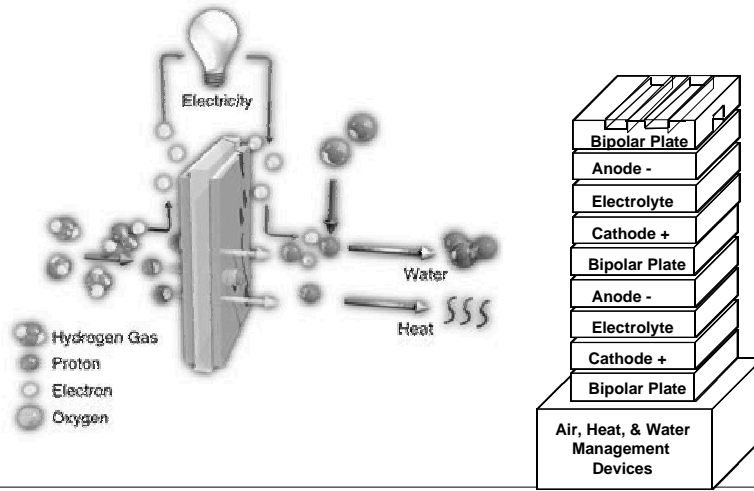 Electricity
Water
Heat
Hydrogen Gas
Proton
Electron
Oxygen
Bipolar Plate
Anode -
Electrolyte
Cathode +
Bipolar Plate
Anode -
Electrolyte
Cathode +
Bipolar Plate
Air, Heat, & Water
Management
Devices